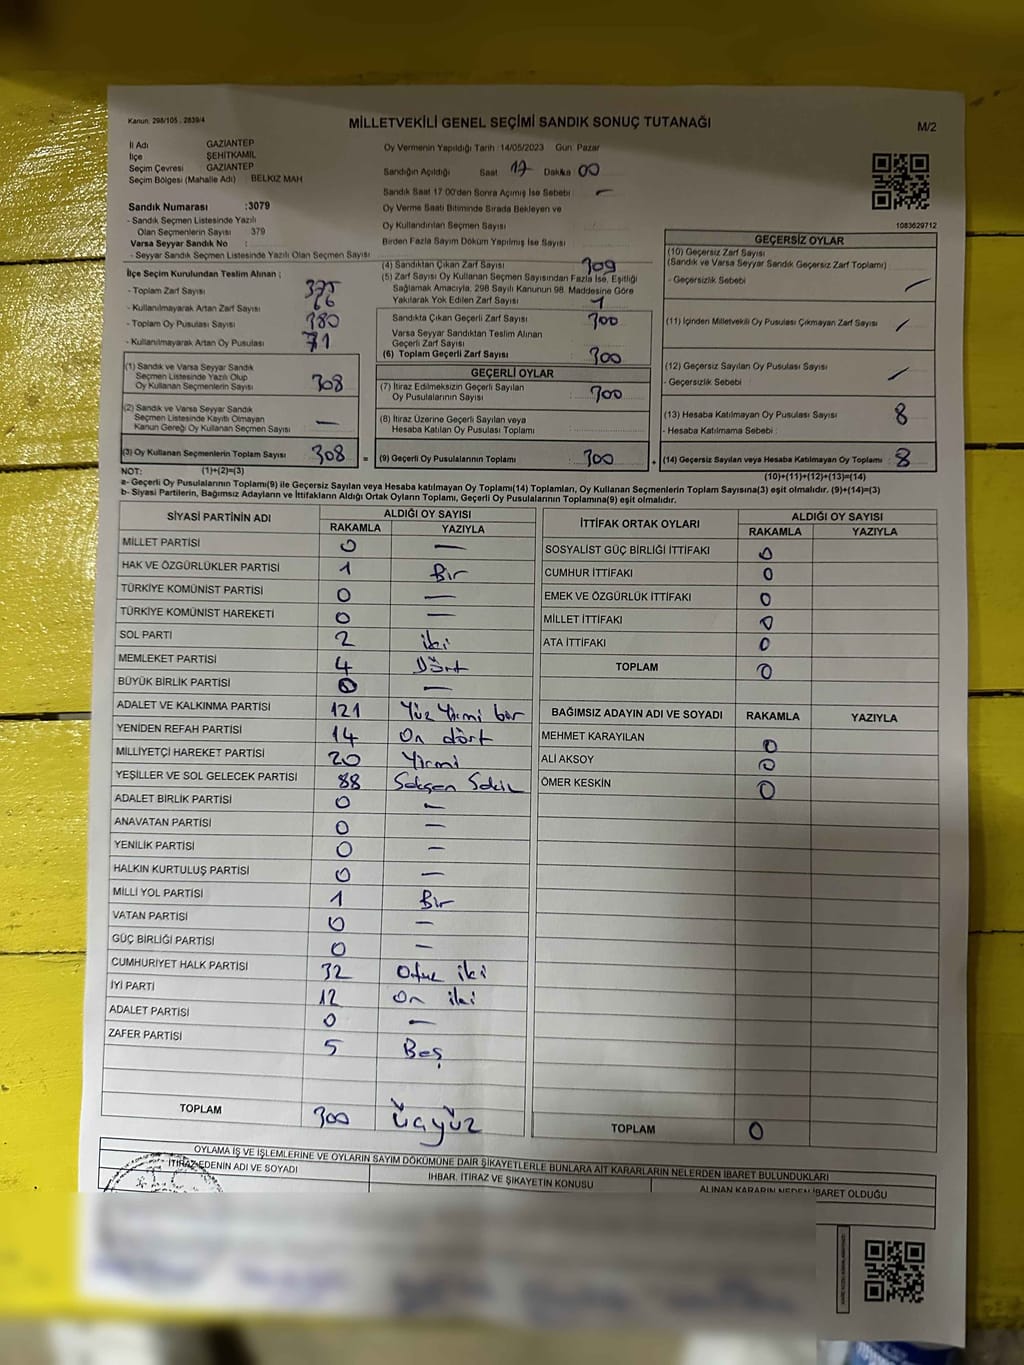 Kanun. 298/105 : 2839/4
MİLLETVEKİLİ GENEL SEÇİMİ SANDIK SONUÇ TUTANAĞI
M/2
İl Adı GAZİANTEP
İlçe ŞEHİTKAMİL
Seçim Çevresi GAZİANTEP
Seçim Bölgesi (Mahalle Adı) : BELKIZ MAH
Sandık Numarası :3079
- Sandık Seçmen Listesinde Yazılı
Olan Seçmenlerin Sayısı 379
Varsa Seyyar Sandık No :
- Seyyar Sandık Seçmen Listesinde Yazılı Olan Seçmen Sayısı
Oy Vermenin Yapıldığı Tarih : 14/05/2023 Gün Pazar
Sandığın Açıldığı Saat 17 Dakika 00
Sandık Saat 17 00'den Sonra Açımış İse Sebebi : —
Oy Verme Saati Bitiminde Sırada Bekleyen ve
Oy Kullandırılan Seçmen Sayısı :
Birden Fazla Sayım Döküm Yapılmış İse Sayısı :
1083629712
İlçe Seçim Kurulundan Teslim Alınan ;
- Toplam Zarf Sayısı : 375
- Kullanılmayarak Artan Zarf Sayısı : 66
- Toplam Oy Pusulası Sayısı : 380
- Kullanılmayarak Artan Oy Pusulası : 71
(1) Sandık ve Varsa Seyyar Sandık
Seçmen Listesinde Yazılı Olup
Oy Kullanan Seçmenlerin Sayısı : 308
(2) Sandık ve Varsa Seyyar Sandık
Seçmen Listesinde Kayıtlı Olmayan
Kanun Gereği Oy Kullanan Seçmen Sayısı : —
(3) Oy Kullanan Seçmenlerin Toplam Sayısı : 308 =
(4) Sandıktan Çıkan Zarf Sayısı : 309
(5) Zarf Sayısı Oy Kullanan Seçmen Sayısından Fazla İse, Eşitliği
Sağlamak Amacıyla, 298 Sayılı Kanunun 98. Maddesine Göre
Yakılarak Yok Edilen Zarf Sayısı : 1
Sandıkta Çıkan Geçerli Zarf Sayısı : 300
Varsa Seyyar Sandıktan Teslim Alınan
Geçerli Zarf Sayısı :
(6) Toplam Geçerli Zarf Sayısı : 300
GEÇERLİ OYLAR
(7) İtiraz Edilmeksizin Geçerli Sayılan
Oy Pusulalarının Sayısı : 300
(8) İtiraz Üzerine Geçerli Sayılan veya
Hesaba Katılan Oy Pusulası Toplamı :
(9) Geçerli Oy Pusulalarının Toplamı : 300 +
GEÇERSİZ OYLAR
(10) Geçersiz Zarf Sayısı
(Sandık ve Varsa Seyyar Sandık Geçersiz Zarf Toplamı) :
- Geçersizlik Sebebi :
(11) İçinden Milletvekili Oy Pusulası Çıkmayan Zarf Sayısı :
(12) Geçersiz Sayılan Oy Pusulası Sayısı :
- Geçersizlik Sebebi :
(13) Hesaba Katılmayan Oy Pusulası Sayısı : 8
- Hesaba Katılmama Sebebi :
(14) Geçersiz Sayılan veya Hesaba Katılmayan Oy Toplamı : 8
NOT: (1)+(2)=(3) (10)+(11)+(12)+(13)=(14)
a- Geçerli Oy Pusulalarının Toplamı(9) ile Geçersiz Sayılan veya Hesaba katılmayan Oy Toplamı(14) Toplamları, Oy Kullanan Seçmenlerin Toplam Sayısına(3) eşit olmalıdır. (9)+(14)=(3)
b- Siyasi Partilerin, Bağımsız Adayların ve İttifakların Aldığı Ortak Oyların Toplamı, Geçerli Oy Pusulalarının Toplamına(9) eşit olmalıdır.
SİYASİ PARTİNİN ADI ALDIĞI OY SAYISI
RAKAMLA YAZIYLA
MİLLET PARTİSİ 0 —
HAK VE ÖZGÜRLÜKLER PARTİSİ 1 Bir
TÜRKİYE KOMÜNİST PARTİSİ 0 —
TÜRKİYE KOMÜNİST HAREKETİ 0 —
SOL PARTİ 2 iki
MEMLEKET PARTİSİ 4 Dört
BÜYÜK BİRLİK PARTİSİ 0 —
ADALET VE KALKINMA PARTİSİ 121 Yüz Yirmi bir
YENİDEN REFAH PARTİSİ 14 On dört
MİLLİYETÇİ HAREKET PARTİSİ 20 Yirmi
YEŞİLLER VE SOL GELECEK PARTİSİ 88 Seksen Sekiz
ADALET BİRLİK PARTİSİ 0 —
ANAVATAN PARTİSİ 0 —
YENİLİK PARTİSİ 0 —
HALKIN KURTULUŞ PARTİSİ 0 —
MİLLİ YOL PARTİSİ 1 Bir
VATAN PARTİSİ 0 —
GÜÇ BİRLİĞİ PARTİSİ 0 —
CUMHURİYET HALK PARTİSİ 32 Otuz iki
İYİ PARTİ 12 On iki
ADALET PARTİSİ 0 —
ZAFER PARTİSİ 5 Beş
TOPLAM 300 üçyüz
İTTİFAK ORTAK OYLARI ALDIĞI OY SAYISI
RAKAMLA YAZIYLA
SOSYALİST GÜÇ BİRLİĞİ İTTİFAKI 0
CUMHUR İTTİFAKI 0
EMEK VE ÖZGÜRLÜK İTTİFAKI 0
MİLLET İTTİFAKI 0
ATA İTTİFAKI 0
TOPLAM 0
BAĞIMSIZ ADAYIN ADI VE SOYADI RAKAMLA YAZIYLA
MEHMET KARAYILAN 0
ALİ AKSOY 0
ÖMER KESKİN 0
TOPLAM 0
OYLAMA İŞ VE İŞLEMLERİNE VE OYLARIN SAYIM DÖKÜMÜNE DAİR ŞİKAYETLERLE BUNLARA AİT KARARLARIN NELERDEN İBARET BULUNDUKLARI
İTİRAZ EDENİN ADI VE SOYADI İHBAR, İTİRAZ VE ŞİKAYETİN KONUSU ALINAN KARARIN NEDEN İBARET OLDUĞU